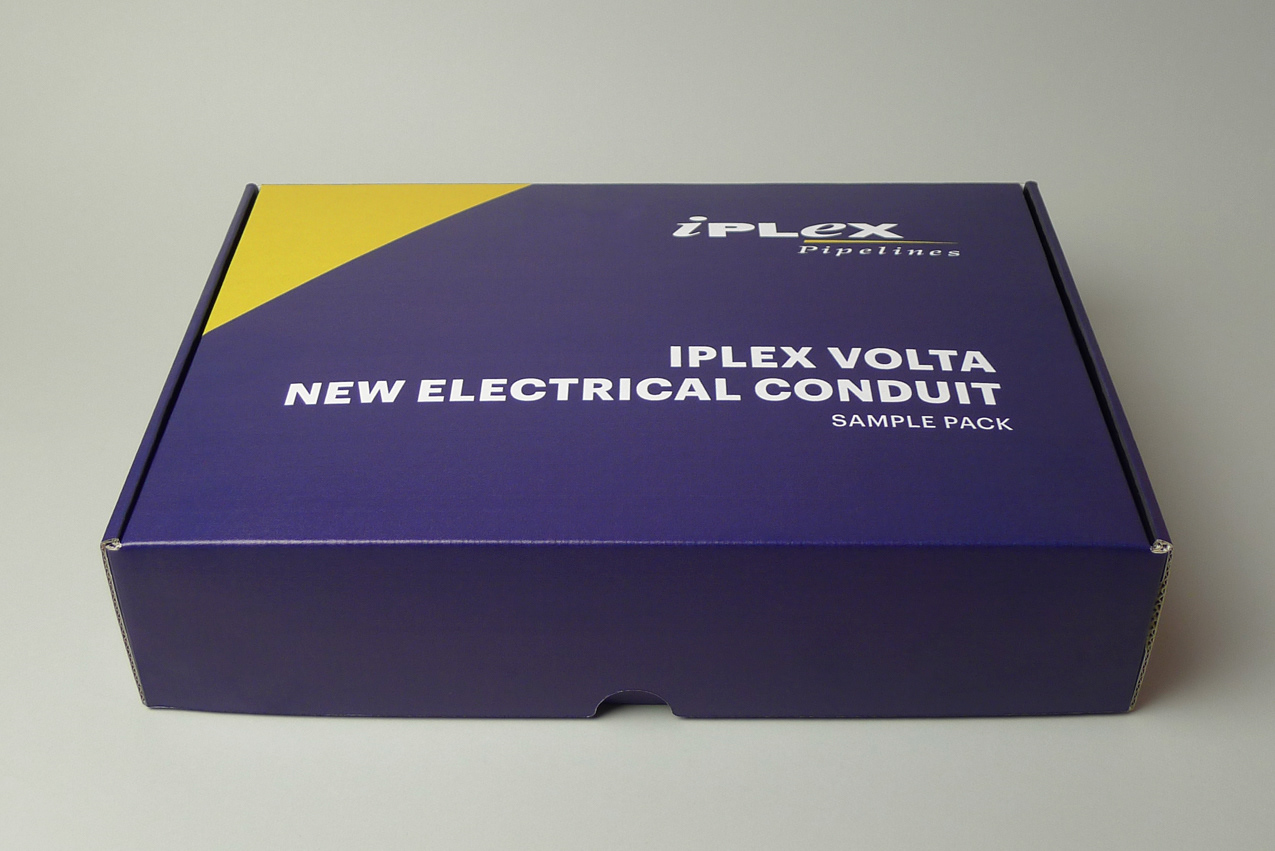 iPLeX
Pipelines
IPLEX VOLTA
NEW ELECTRICAL CONDUIT
SAMPLE PACK